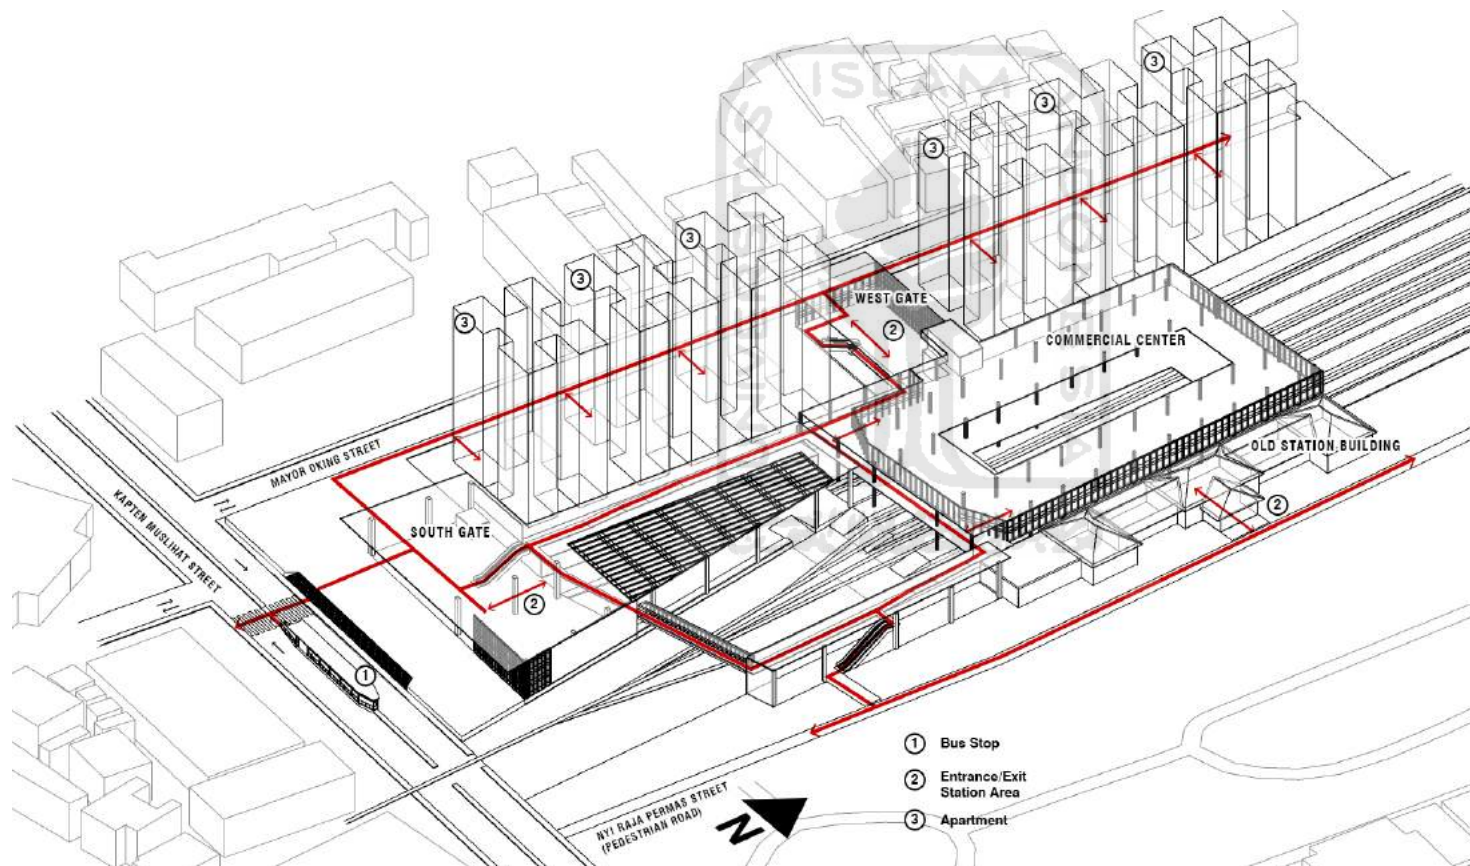 ISLAM
3
3
3
3
3
3
WEST GATE
2
COMMERCIAL CENTER
MAYOR OKING STREET
KAPTEN MUSLIHAT STREET
SOUTH GATE
OLD STATION BUILDING
2
2
1
1 Bus Stop
2 Entrance/Exit
Station Area
3 Apartment
NYI RAJA PERMAS STREET
(PEDESTRIAN ROAD)
N